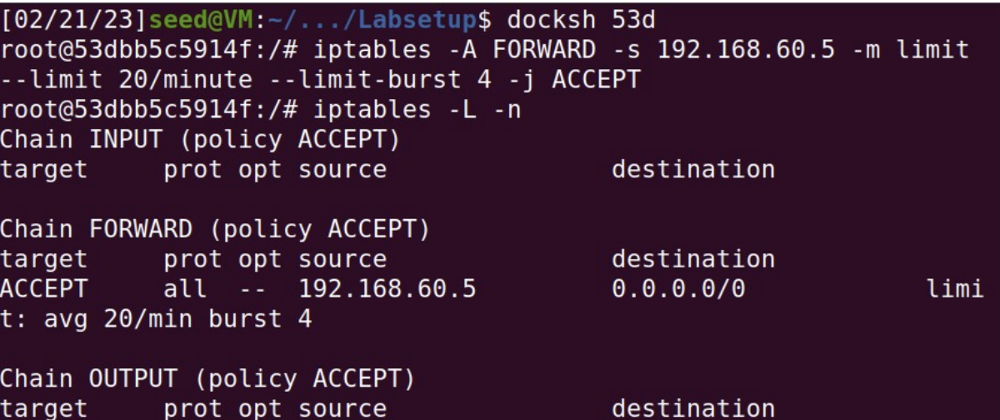 [02/21/23]seed@VM:~/.../Labsetup$ docksh 53d
root@53dbb5c5914f:/# iptables -A FORWARD -s 192.168.60.5 -m limit
--limit 20/minute --limit-burst 4 -j ACCEPT
root@53dbb5c5914f:/# iptables -L -n
Chain INPUT (policy ACCEPT)
target     prot opt source               destination
Chain FORWARD (policy ACCEPT)
target     prot opt source               destination
ACCEPT     all  --  192.168.60.5         0.0.0.0/0            limi
t: avg 20/min burst 4
Chain OUTPUT (policy ACCEPT)
target     prot opt source               destination